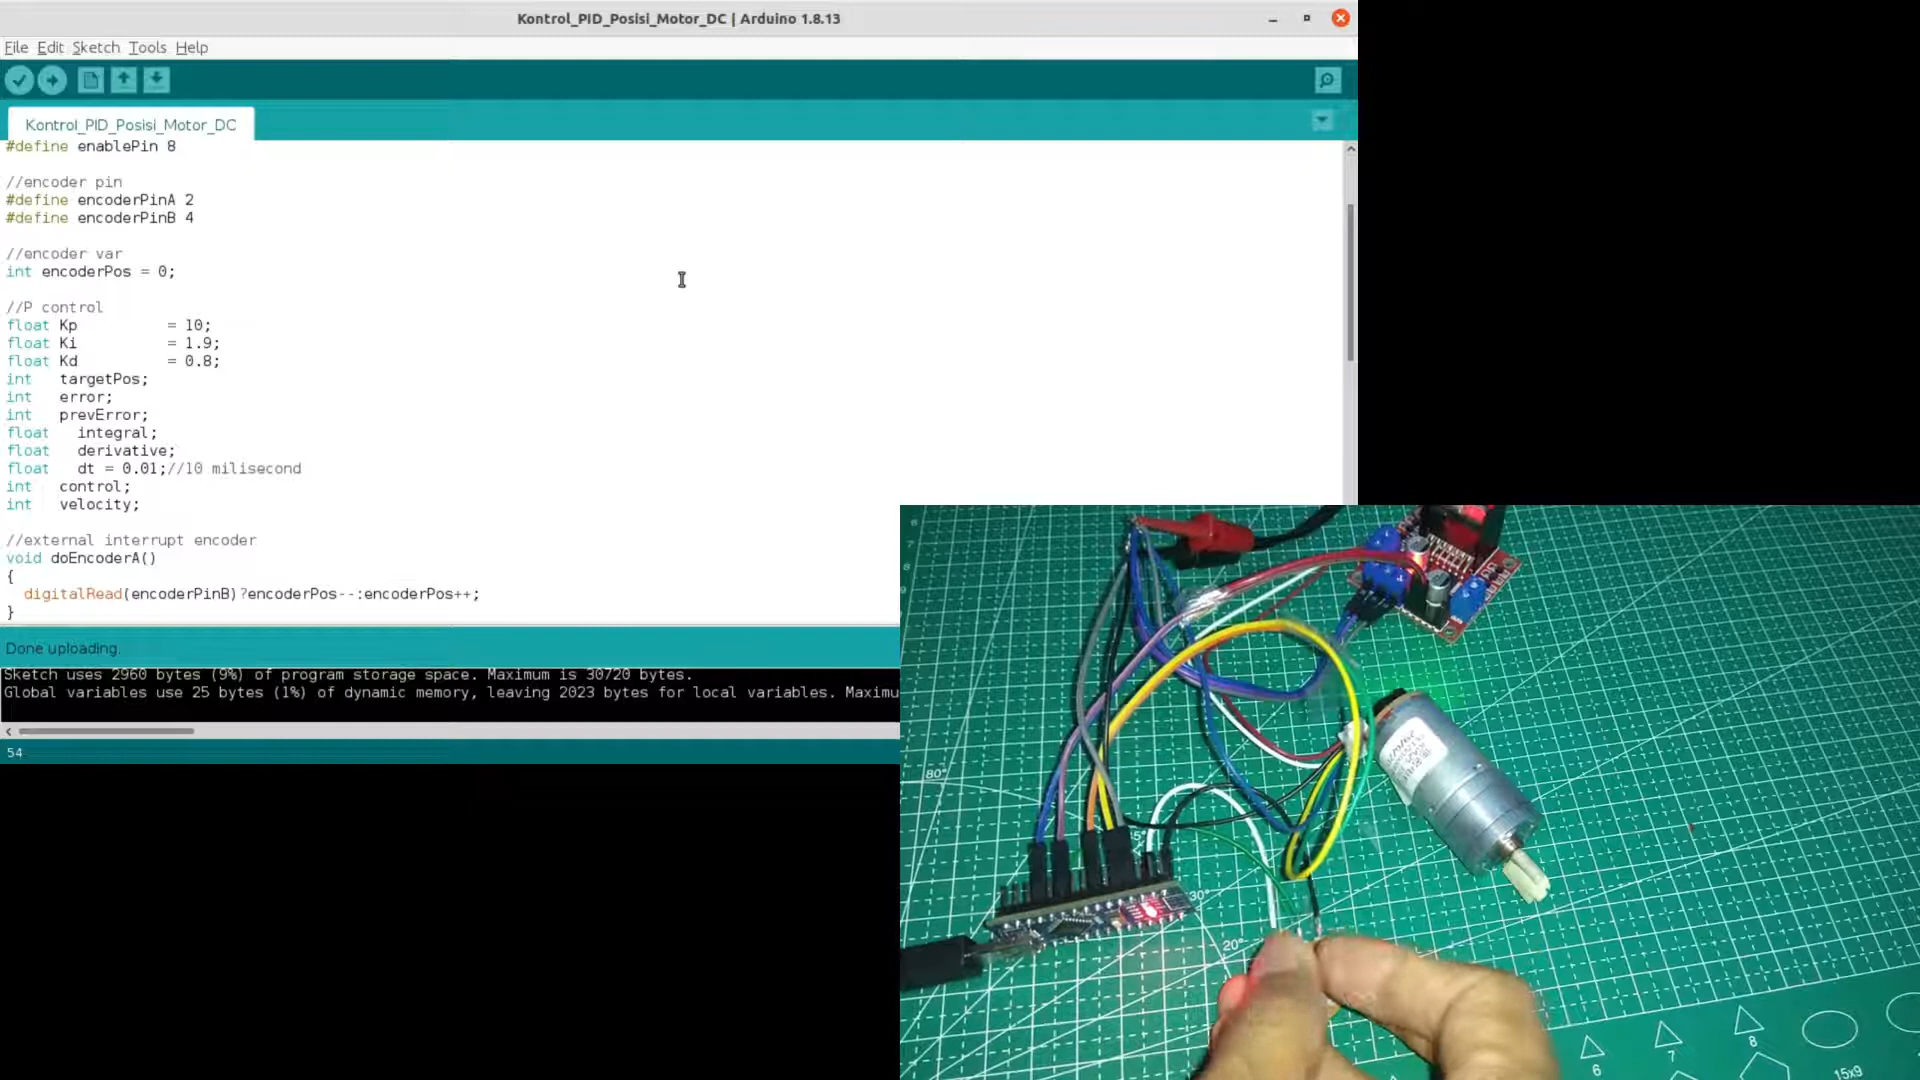 Kontrol_PID_Posisi_Motor_DC | Arduino 1.8.13
File Edit Sketch Tools Help
Kontrol_PID_Posisi_Motor_DC
#define enablePin 8
//encoder pin
#define encoderPinA 2
#define encoderPinB 4
//encoder var
int encoderPos = 0;
//P control
float Kp = 10;
float Ki = 1.9;
float Kd = 0.8;
int targetPos;
int error;
int prevError;
float integral;
float derivative;
float dt = 0.01;//10 milisecond
int control;
int velocity;
//external interrupt encoder
void doEncoderA()
{
digitalRead(encoderPinB)?encoderPos--:encoderPos++;
}
Done uploading.
Sketch uses 2960 bytes (9%) of program storage space. Maximum is 30720 bytes.
Global variables use 25 bytes (1%) of dynamic memory, leaving 2023 bytes for local variables. Maximu
54
80°
30°
20°
6
7
8
15x9